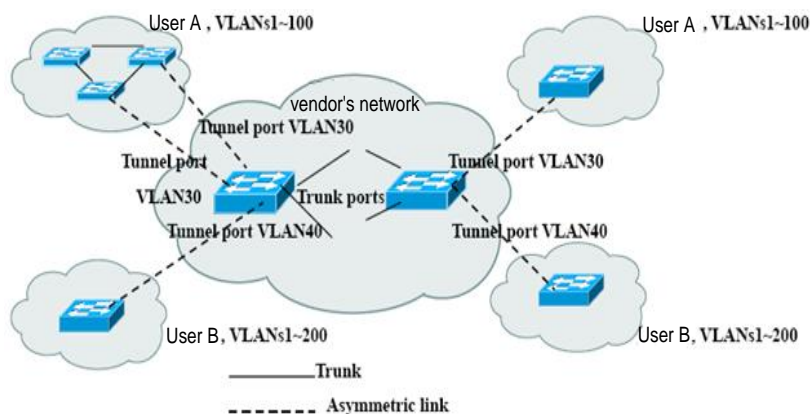 User A , VLANs1~100
User A , VLANs1~100
vendor's network
Tunnel port VLAN30
Tunnel port
VLAN30
Tunnel port VLAN30
Trunk ports
Tunnel port VLAN40
Tunnel port VLAN40
User B, VLANs1~200
User B, VLANs1~200
Trunk
Asymmetric link